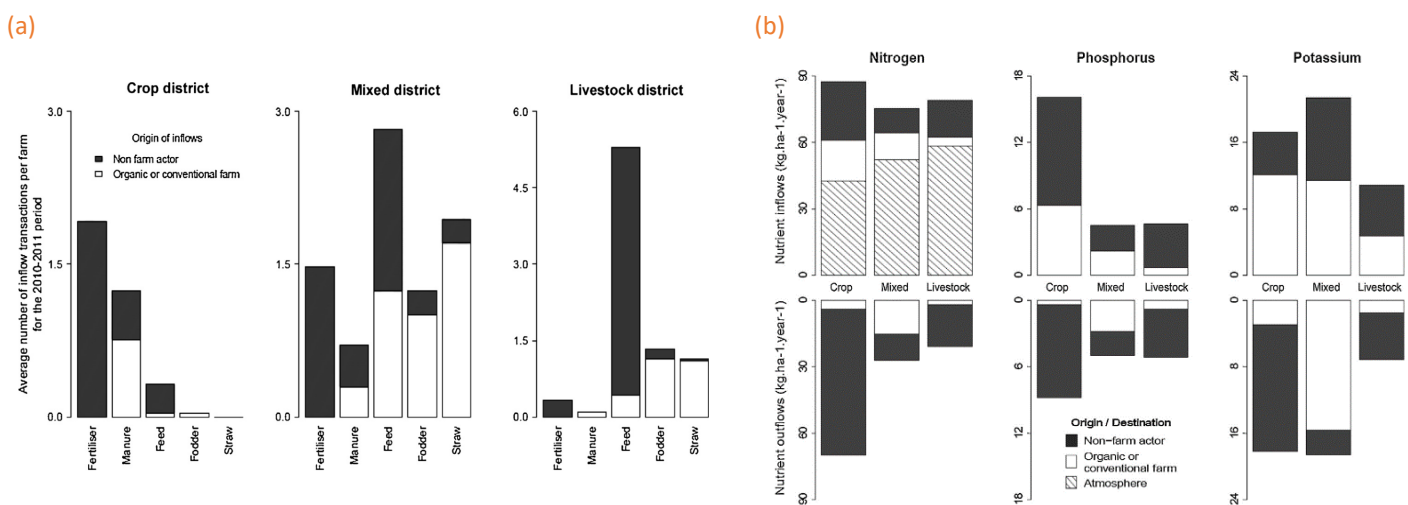 (a)
Crop district
Mixed district
Livestock district
Average number of inflow transactions per farm
for the 2010-2011 period
3.0
1.5
0.0
Origin of inflows
Non farm actor
Organic or conventional farm
Fertiliser
Manure
Feed
Fodder
Straw
3.0
1.5
0.0
Fertiliser
Manure
Feed
Fodder
Straw
6.0
4.5
3.0
1.5
0.0
Fertiliser
Manure
Feed
Fodder
Straw
(b)
Nitrogen
Phosphorus
Potassium
Nutrient inflows (kg.ha-1.year-1)
90
60
30
0
18
12
6
0
24
16
8
0
Crop
Mixed
Livestock
Crop
Mixed
Livestock
Crop
Mixed
Livestock
Nutrient outflows (kg.ha-1.year-1)
0
30
60
90
0
6
12
18
0
8
16
24
Origin / Destination
Non-farm actor
Organic or
conventional farm
Atmosphere